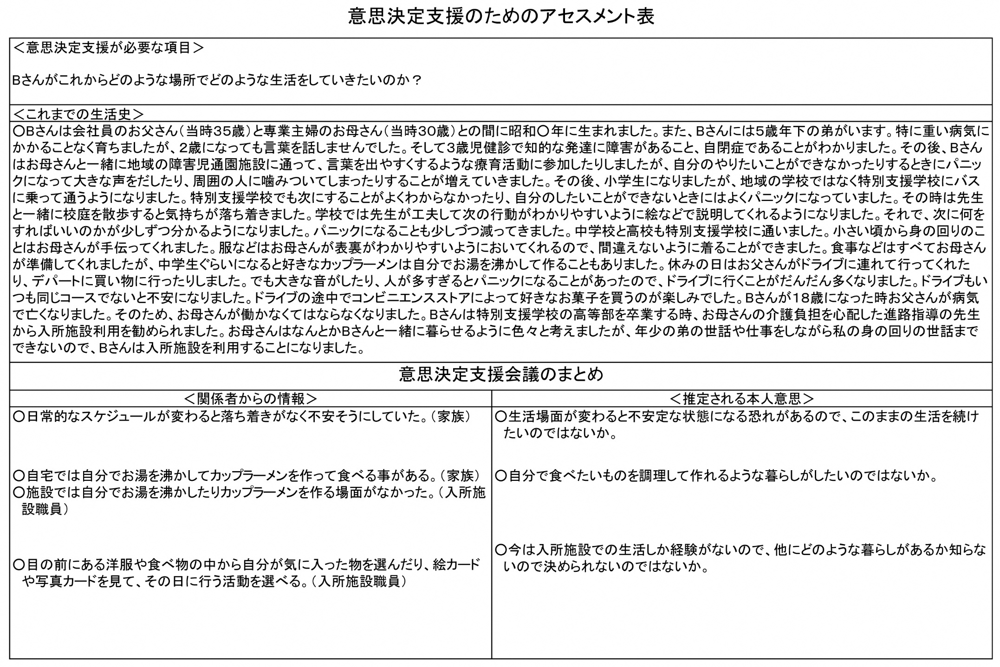 意思決定支援のためのアセスメント表
＜意思決定支援が必要な項目＞
Bさんがこれからどのような場所でどのような生活をしていきたいのか？
＜これまでの生活史＞
〇Bさんは会社員のお父さん（当時35歳）と専業主婦のお母さん（当時30歳）との間に昭和〇年に生まれました。また、Bさんには５歳年下の弟がいます。特に重い病気に
かかることなく育ちましたが、２歳になっても言葉を話しませんでした。そして３歳児健診で知的な発達に障害があること、自閉症であることがわかりました。その後、Bさん
はお母さんと一緒に地域の障害児通園施設に通って、言葉を出やすくするような療育活動に参加したりしましたが、自分のやりたいことができなかったりするときにパニッ
クになって大きな声をだしたり、周囲の人に噛みついてしまったりすることが増えていきました。その後、小学生になりましたが、地域の学校ではなく特別支援学校にバス
に乗って通うようになりました。特別支援学校でも次にすることがよくわからなかったり、自分のしたいことができないときにはよくパニックになっていました。その時は先生
と一緒に校庭を散歩すると気持ちが落ち着きました。学校では先生が工夫して次の行動がわかりやすいように絵などで説明してくれるようになりました。それで、次に何を
すればいいのかが少しずつ分かるようになりました。パニックになることも少しづつ減ってきました。中学校と高校も特別支援学校に通いました。小さい頃から身の回りのこ
とはお母さんが手伝ってくれました。服などはお母さんが表裏がわかりやすいようにおいてくれるので、間違えないように着ることができました。食事などはすべてお母さん
が準備してくれましたが、中学生ぐらいになると好きなカップラーメンは自分でお湯を沸かして作ることもありました。休みの日はお父さんがドライブに連れて行ってくれた
り、デパートに買い物に行ったりしました。でも大きな音がしたり、人が多すぎるとパニックになることがあったので、ドライブに行くことがだんだん多くなりました。ドライブもい
つも同じコースでないと不安になりました。ドライブの途中でコンビニエンスストアによって好きなお菓子を買うのが楽しみでした。Bさんが18歳になった時お父さんが病気
で亡くなりました。そのため、お母さんが働かなくてはならなくなりました。Bさんは特別支援学校の高等部を卒業する時、お母さんの介護負担を心配した進路指導の先生
から入所施設利用を勧められました。お母さんはなんとかBさんと一緒に暮らせるように色々と考えましたが、年少の弟の世話や仕事をしながら私の身の回りの世話まで
できないので、Bさんは入所施設を利用することになりました。
意思決定支援会議のまとめ
＜関係者からの情報＞
〇日常的なスケジュールが変わると落ち着きがなく不安そうにしていた。（家族）
〇自宅では自分でお湯を沸かしてカップラーメンを作って食べる事がある。（家族）
〇施設では自分でお湯を沸かしたりカップラーメンを作る場面がなかった。（入所施
設職員）
〇目の前にある洋服や食べ物の中から自分が気に入った物を選んだり、絵カード
や写真カードを見て、その日に行う活動を選べる。（入所施設職員）
＜推定される本人意思＞
〇生活場面が変わると不安定な状態になる恐れがあるので、このままの生活を続け
たいのではないか。
〇自分で食べたいものを調理して作れるような暮らしがしたいのではないか。
〇今は入所施設での生活しか経験がないので、他にどのような暮らしがあるか知らな
いので決められないのではないか。